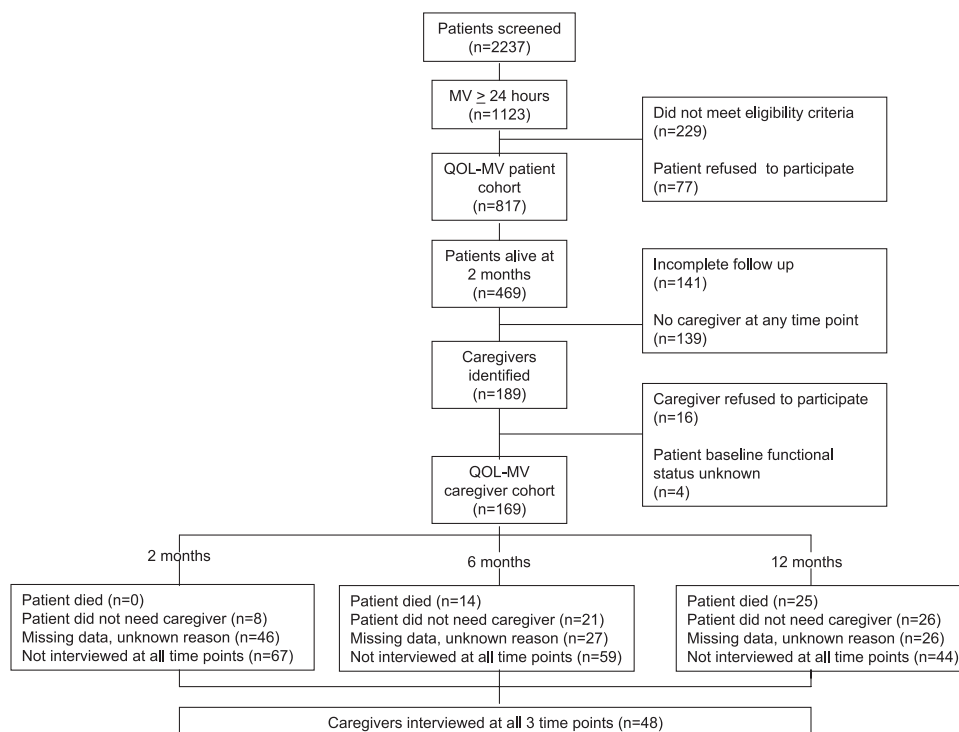 Patients screened
(n=2237)
MV ≥ 24 hours
(n=1123)
Did not meet eligibility criteria
(n=229)
Patient refused  to participate
(n=77)
QOL-MV patient
cohort
(n=817)
Patients alive at
2 months
(n=469)
Incomplete follow up
(n=141)
No caregiver at any time point
(n=139)
Caregivers
identified
(n=189)
Caregiver refused to participate
(n=16)
Patient baseline functional
status unknown
(n=4)
QOL-MV
caregiver cohort
(n=169)
2 months
Patient died (n=0)
Patient did not need caregiver (n=8)
Missing data, unknown reason (n=46)
Not interviewed at all time points (n=67)
6 months
Patient died (n=14)
Patient did not need caregiver (n=21)
Missing data, unknown reason (n=27)
Not interviewed at all time points (n=59)
12 months
Patient died (n=25)
Patient did not need caregiver (n=26)
Missing data, unknown reason (n=26)
Not interviewed at all time points (n=44)
Caregivers interviewed at all 3 time points (n=48)